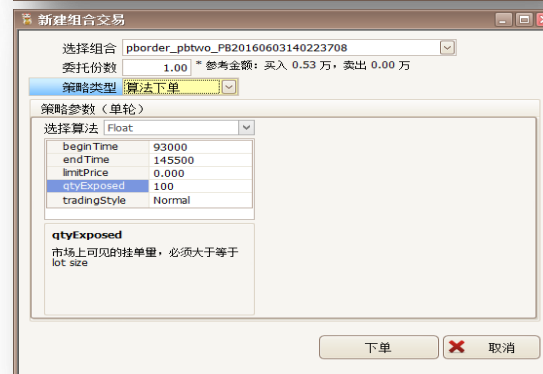 新建组合交易
选择组合 pborder_pbtwo_PB20160603140223708
委托份数 1.00 * 参考金额：买入 0.53 万，卖出 0.00 万
策略类型 算法下单
策略参数（单轮）
选择算法 Float
beginTime 93000
endTime 145500
limitPrice 0.000
qtyExposed 100
tradingStyle Normal
qtyExposed
市场上可见的挂单量，必须大于等于
lot size
下单 取消